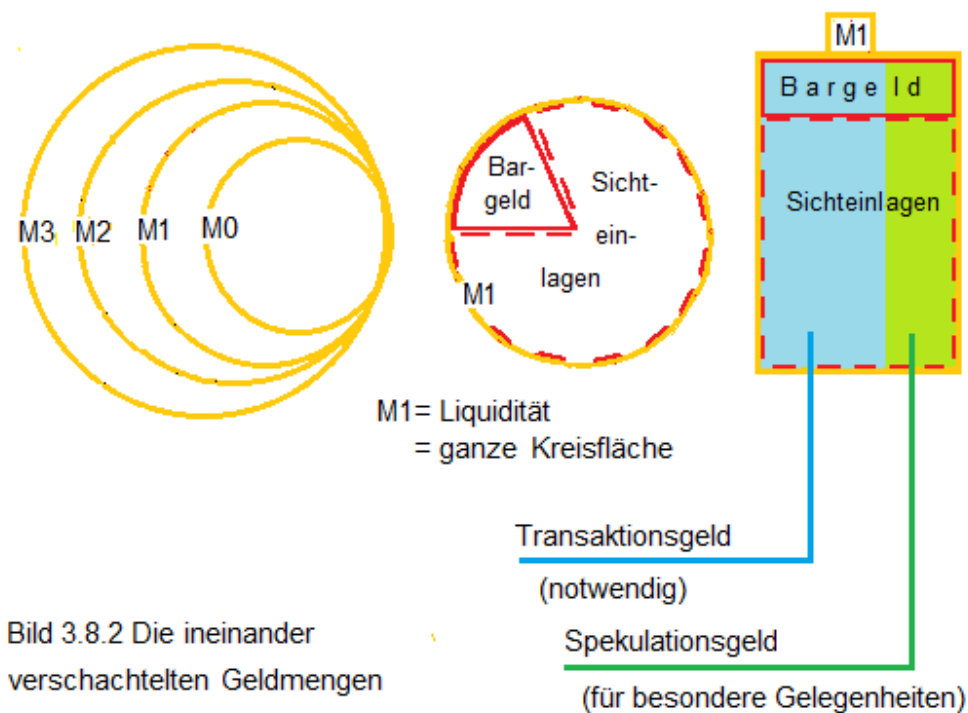 M3 M2 M1 M0
Bar-
geld
Sicht-
ein-
lagen
M1
M1
Bargeld
Sichteinlagen
M1= Liquidität
= ganze Kreisfläche
Transaktionsgeld
(notwendig)
Spekulationsgeld
(für besondere Gelegenheiten)
Bild 3.8.2 Die ineinander
verschachtelten Geldmengen